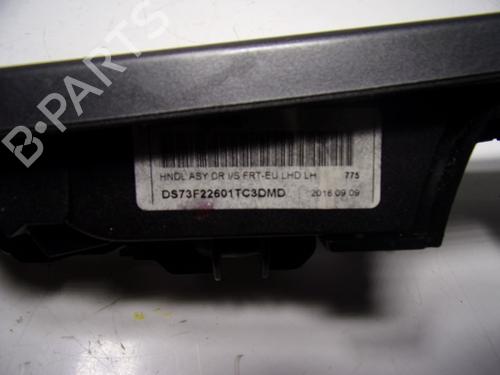 B-PARTS
HNDL ASY DR I/S FRT-EU LHD LH 775
DS73F22601TC3DMD 2016.09.09